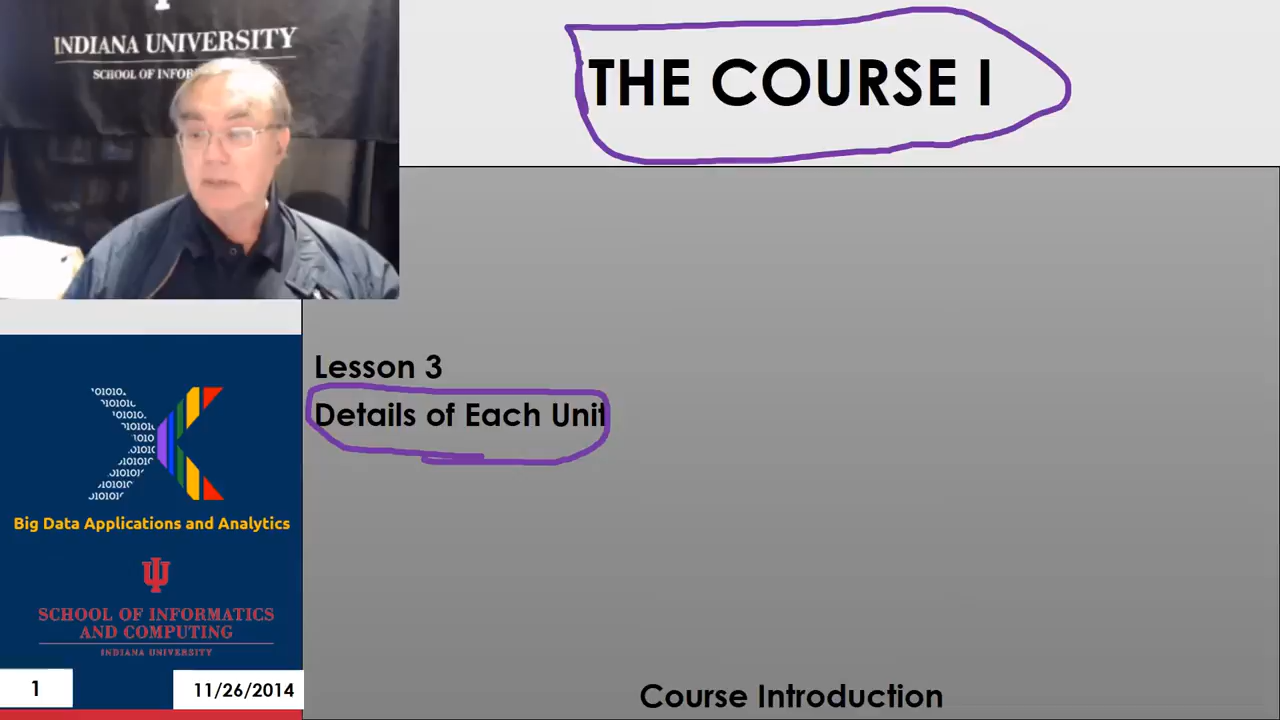 INDIANA UNIVERSITY
SCHOOL OF INFOR
THE COURSE I
Lesson 3
Details of Each Unit
Big Data Applications and Analytics
SCHOOL OF INFORMATICS
AND COMPUTING
INDIANA UNIVERSITY
1
11/26/2014
Course Introduction